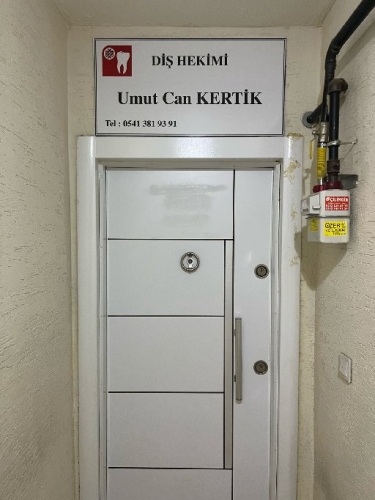 DİŞ HEKİMİ
Umut Can KERTİK
Tel : 0541 381 93 91